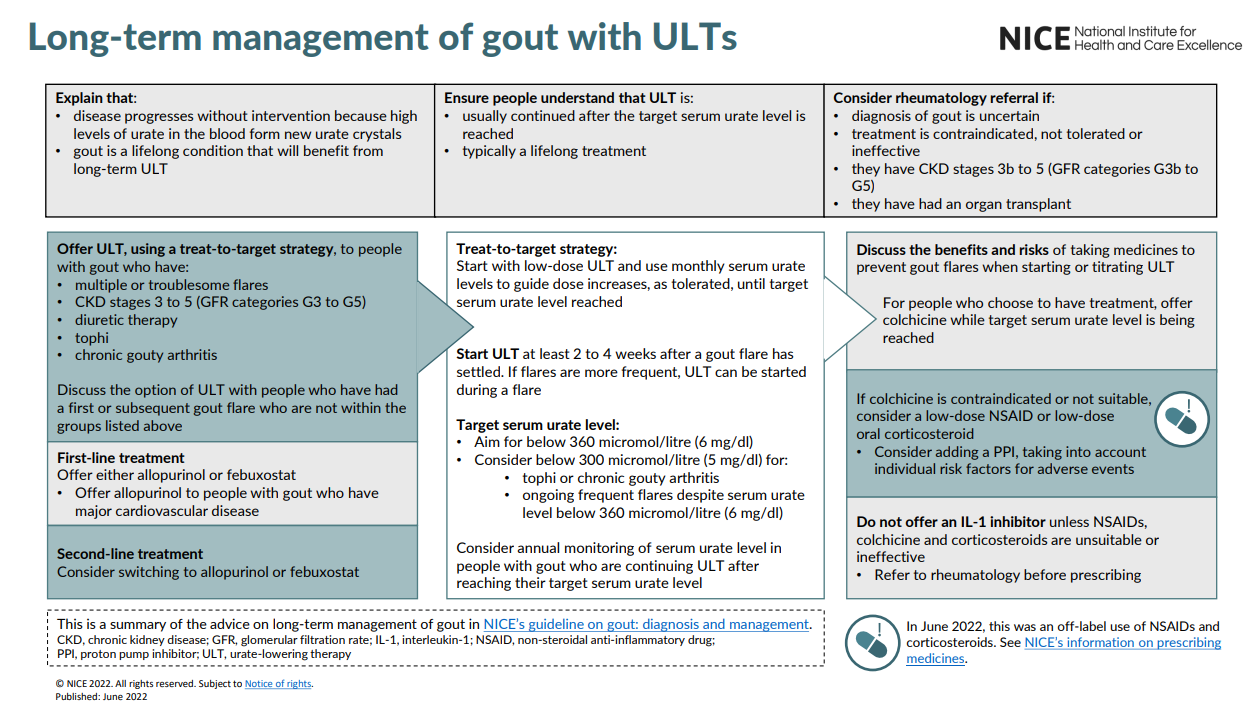 Long-term management of gout with ULTs
NICE National Institute for
Health and Care Excellence
Explain that:
• disease progresses without intervention because high
levels of urate in the blood form new urate crystals
• gout is a lifelong condition that will benefit from
long-term ULT
Ensure people understand that ULT is:
• usually continued after the target serum urate level is
reached
• typically a lifelong treatment
Consider rheumatology referral if:
• diagnosis of gout is uncertain
• treatment is contraindicated, not tolerated or
ineffective
• they have CKD stages 3b to 5 (GFR categories G3b to
G5)
• they have had an organ transplant
Offer ULT, using a treat-to-target strategy, to people
with gout who have:
• multiple or troublesome flares
• CKD stages 3 to 5 (GFR categories G3 to G5)
• diuretic therapy
• tophi
• chronic gouty arthritis
Discuss the option of ULT with people who have had
a first or subsequent gout flare who are not within the
groups listed above
First-line treatment
Offer either allopurinol or febuxostat
• Offer allopurinol to people with gout who have
major cardiovascular disease
Second-line treatment
Consider switching to allopurinol or febuxostat
Treat-to-target strategy:
Start with low-dose ULT and use monthly serum urate
levels to guide dose increases, as tolerated, until target
serum urate level reached
Start ULT at least 2 to 4 weeks after a gout flare has
settled. If flares are more frequent, ULT can be started
during a flare
Target serum urate level:
• Aim for below 360 micromol/litre (6 mg/dl)
• Consider below 300 micromol/litre (5 mg/dl) for:
• tophi or chronic gouty arthritis
• ongoing frequent flares despite serum urate
level below 360 micromol/litre (6 mg/dl)
Consider annual monitoring of serum urate level in
people with gout who are continuing ULT after
reaching their target serum urate level
Discuss the benefits and risks of taking medicines to
prevent gout flares when starting or titrating ULT
For people who choose to have treatment, offer
colchicine while target serum urate level is being
reached
If colchicine is contraindicated or not suitable,
consider a low-dose NSAID or low-dose
oral corticosteroid
• Consider adding a PPI, taking into account
individual risk factors for adverse events
!
Do not offer an IL-1 inhibitor unless NSAIDs,
colchicine and corticosteroids are unsuitable or
ineffective
• Refer to rheumatology before prescribing
This is a summary of the advice on long-term management of gout in NICE's guideline on gout: diagnosis and management.
CKD, chronic kidney disease; GFR, glomerular filtration rate; IL-1, interleukin-1; NSAID, non-steroidal anti-inflammatory drug;
PPI, proton pump inhibitor; ULT, urate-lowering therapy
!
In June 2022, this was an off-label use of NSAIDs and
corticosteroids. See NICE's information on prescribing
medicines.
© NICE 2022. All rights reserved. Subject to Notice of rights.
Published: June 2022